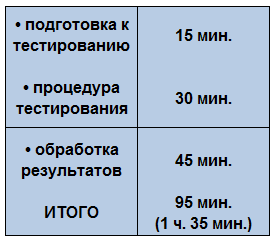 • подготовка к
тестированию
15 мин.
• процедура
тестирования
30 мин.
• обработка
результатов
45 мин.
ИТОГО
95 мин.
(1 ч. 35 мин.)